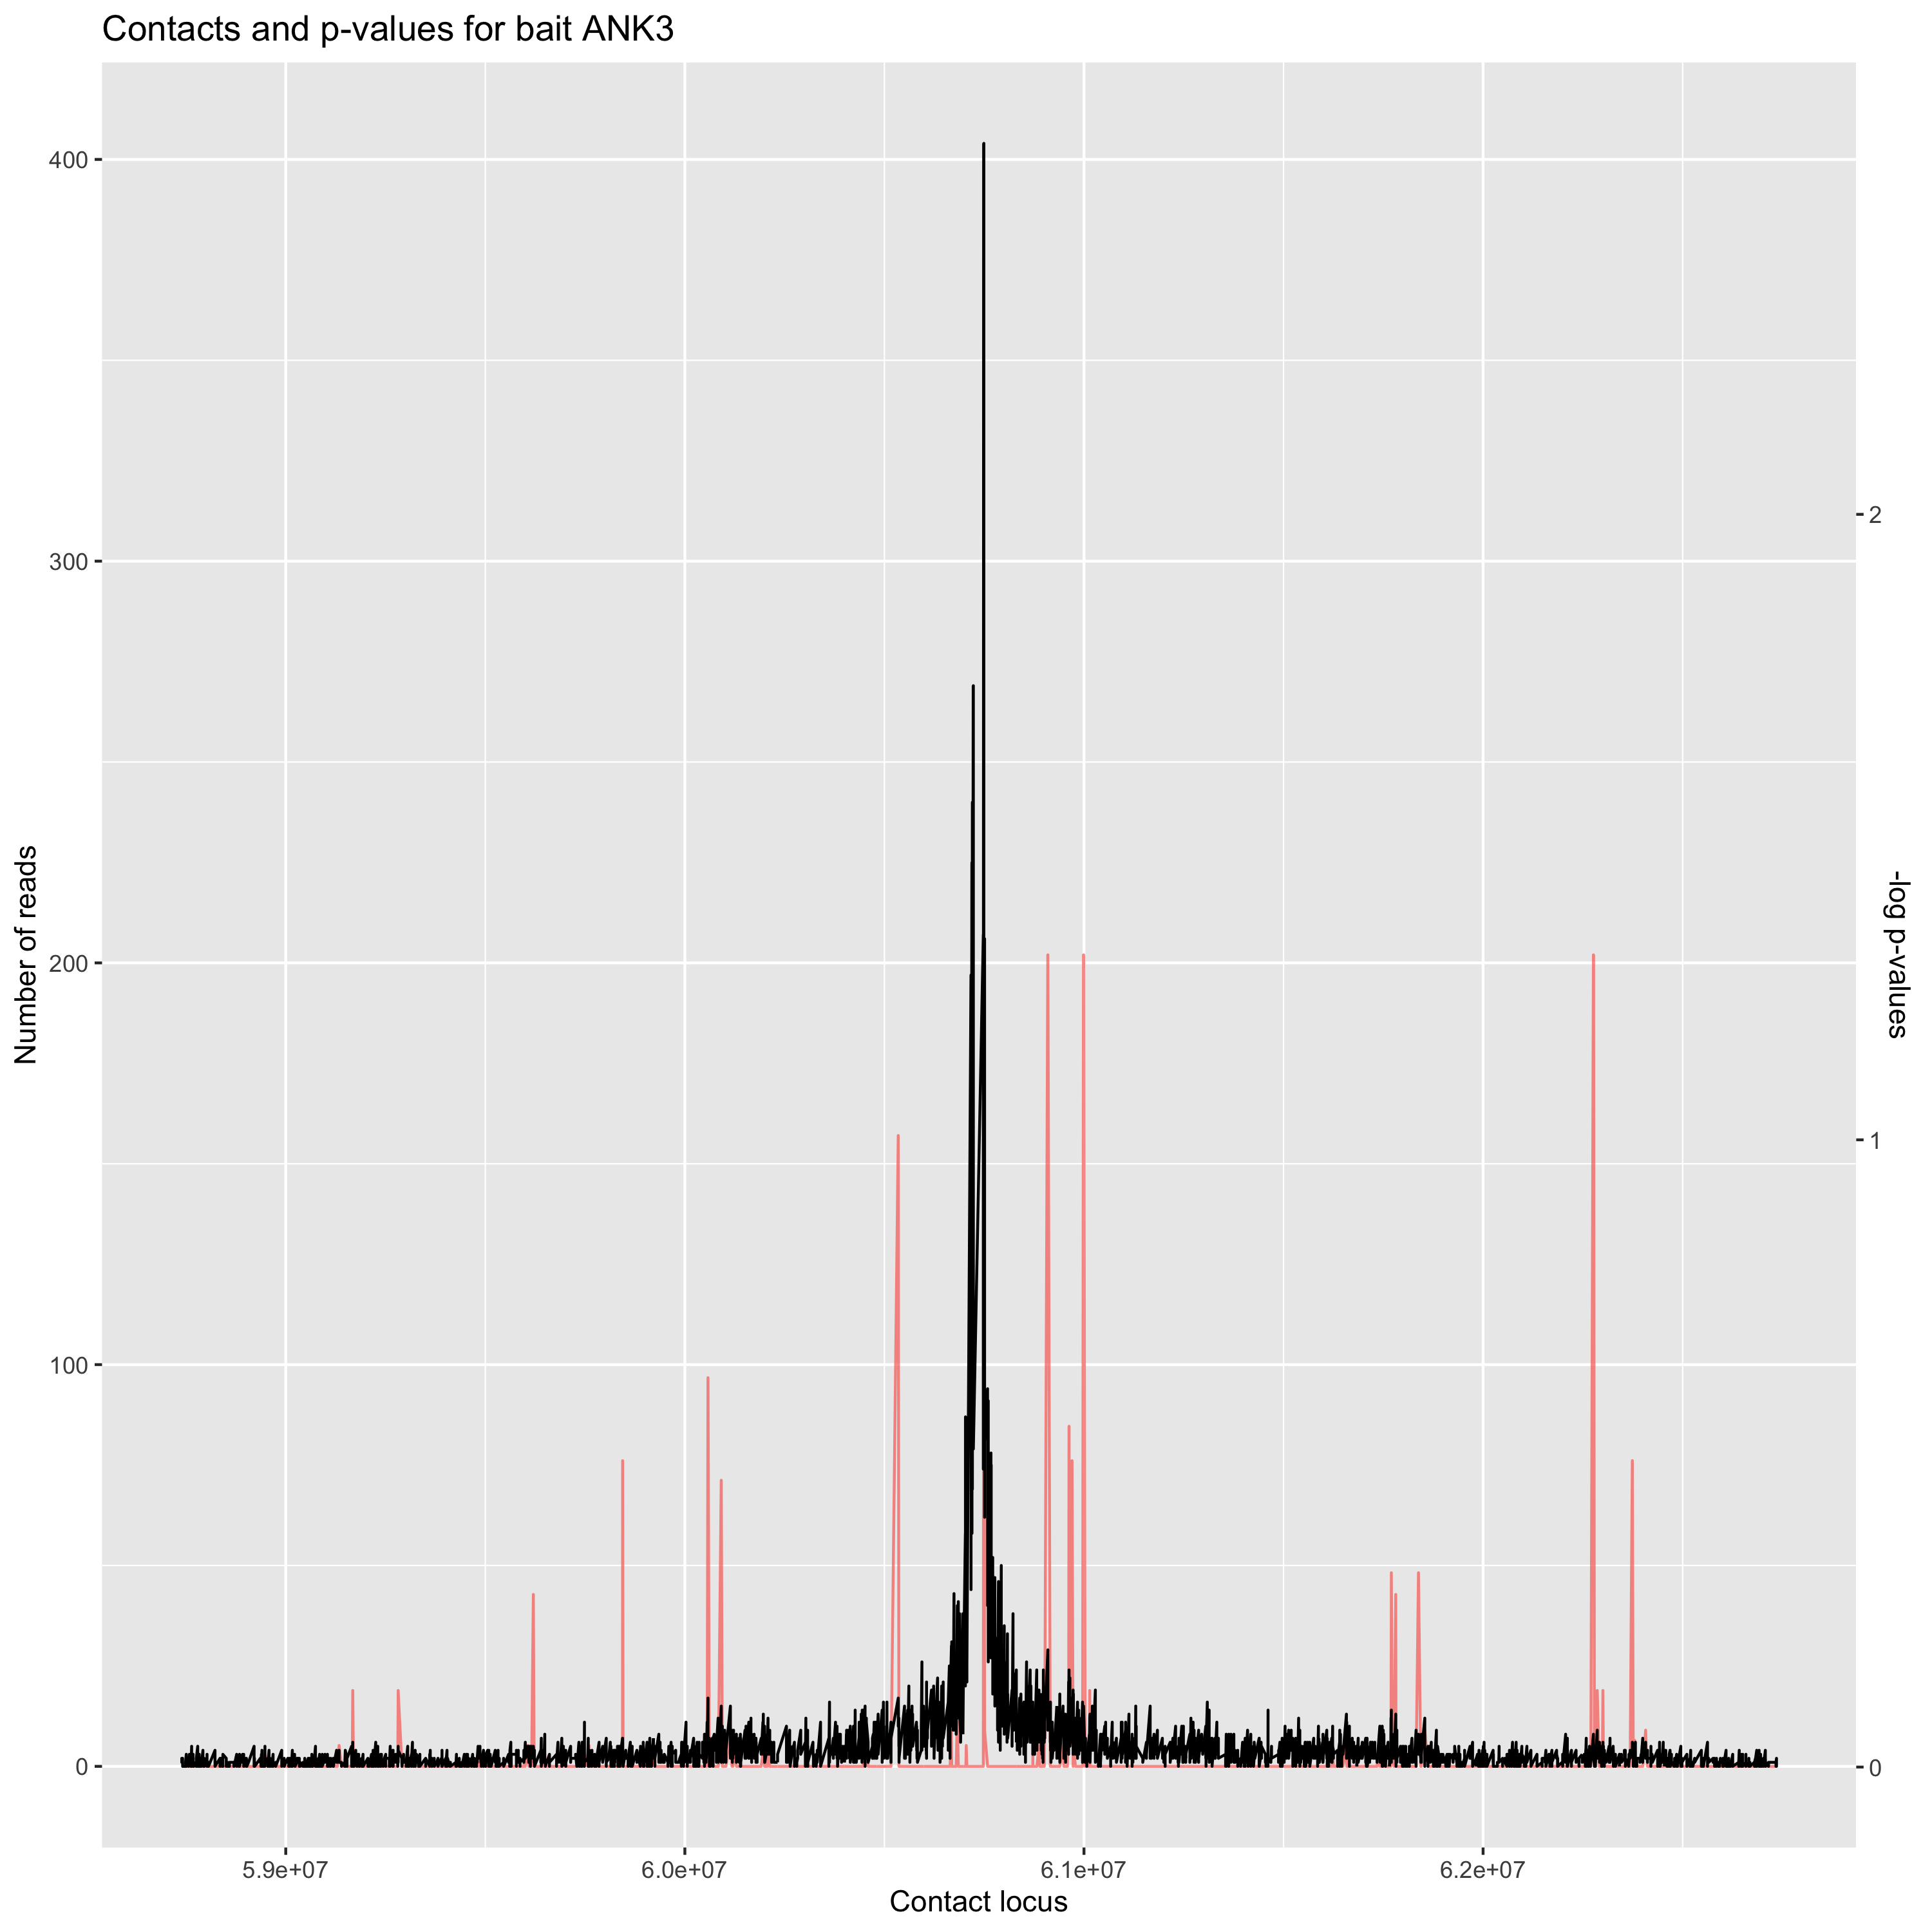 Contacts and p-values for bait ANK3
400
300
200
100
0
Number of reads
2
1
0
-log p-values
5.9e+07
6.0e+07
6.1e+07
6.2e+07
Contact locus